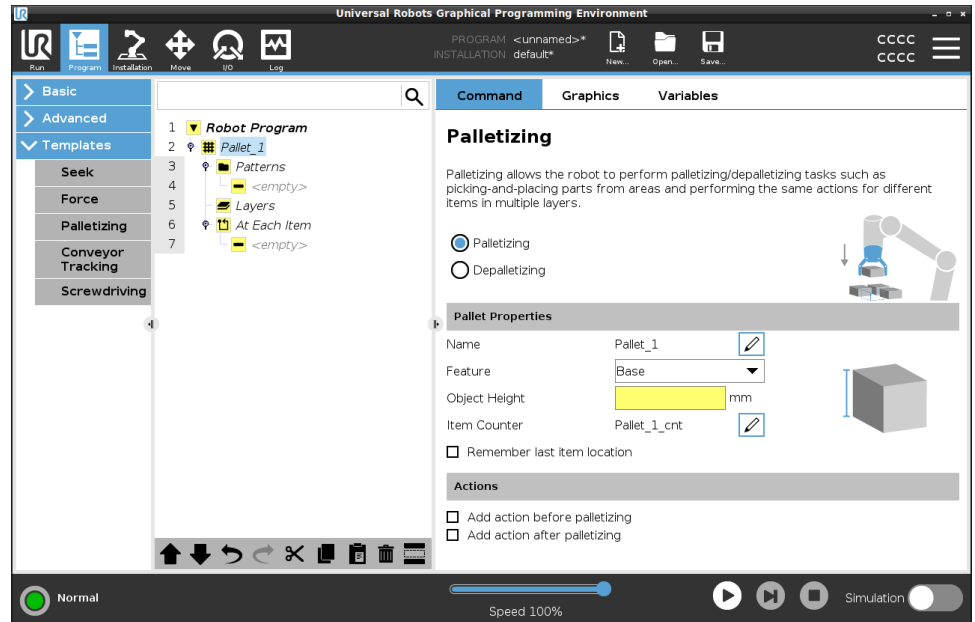 UR
Universal Robots Graphical Programming Environment
UR
Run
Program
Installation
Move
I/O
Log
PROGRAM <unnamed>*
INSTALLATION default*
New...
Open...
Save...
CCCC
CCCC
Basic
Advanced
Templates
Seek
Force
Palletizing
Conveyor
Tracking
Screwdriving
1 Robot Program
2 Pallet_1
3 Patterns
4 <empty>
5 Layers
6 At Each Item
7 <empty>
Command Graphics Variables
Palletizing
Palletizing allows the robot to perform palletizing/depalletizing tasks such as
picking-and-placing parts from areas and performing the same actions for different
items in multiple layers.
Palletizing
Depalletizing
Pallet Properties
Name Pallet_1
Feature Base
Object Height mm
Item Counter Pallet_1_cnt
Remember last item location
Actions
Add action before palletizing
Add action after palletizing
Normal
Speed 100%
Simulation